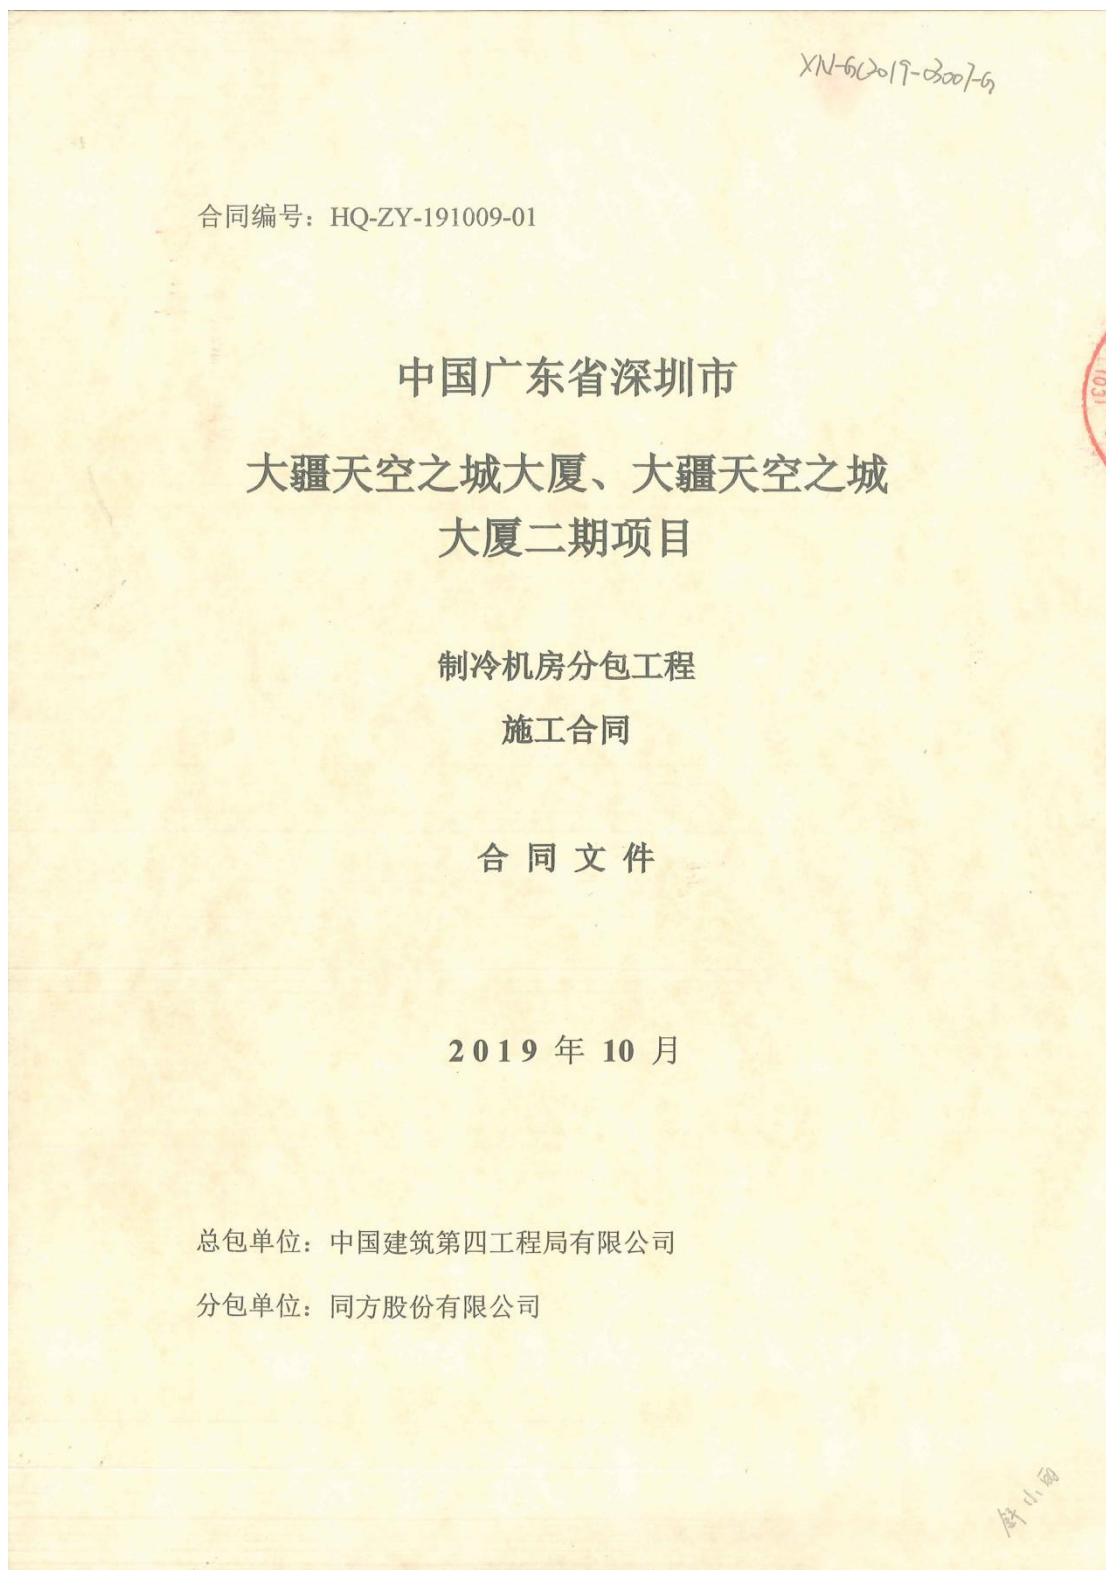 合同编号：HQ-ZY-191009-01
中国广东省深圳市
大疆天空之城大厦、大疆天空之城
大厦二期项目
制冷机房分包工程
施工合同
合同文件
2019 年 10 月
总包单位：中国建筑第四工程局有限公司
分包单位：同方股份有限公司